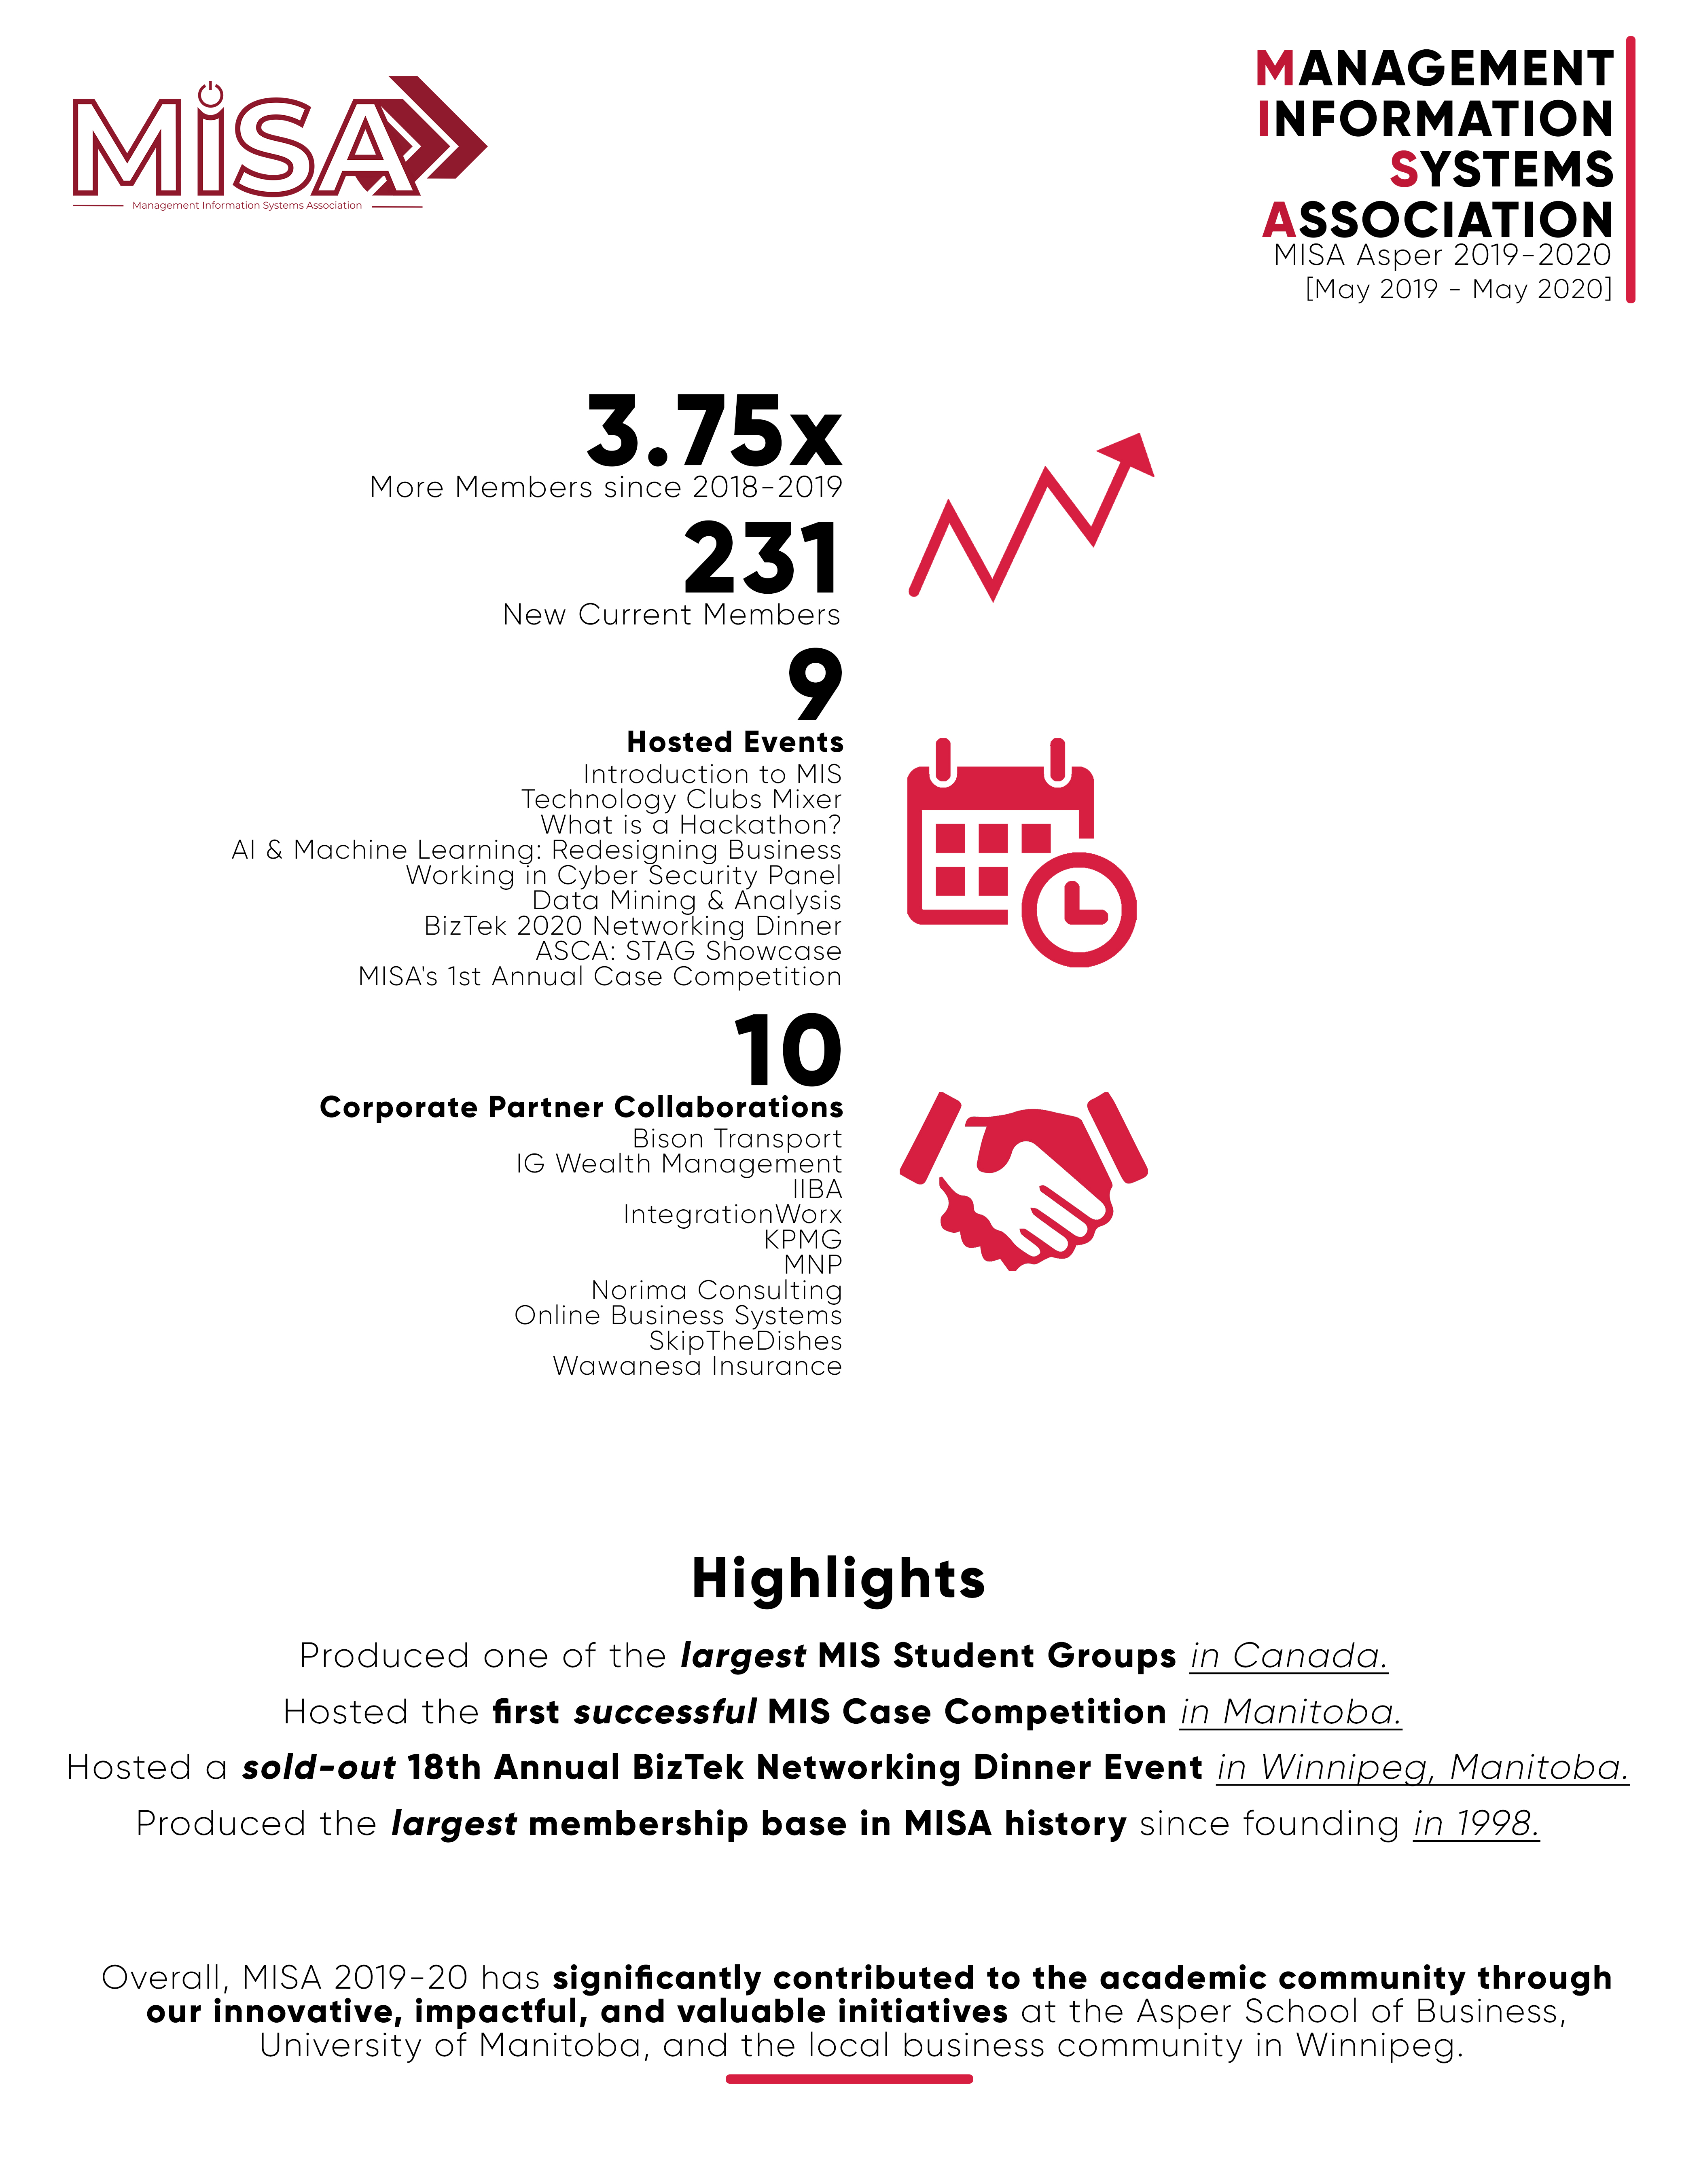 MiSA
Management Information Systems Association
MANAGEMENT
INFORMATION
SYSTEMS
ASSOCIATION
MISA Asper 2019-2020
[May 2019 - May 2020]
3.75x
More Members since 2018-2019
231
New Current Members
9
Hosted Events
Introduction to MIS
Technology Clubs Mixer
What is a Hackathon?
AI & Machine Learning: Redesigning Business
Working in Cyber Security Panel
Data Mining & Analysis
BizTek 2020 Networking Dinner
ASCA: STAG Showcase
MISA's 1st Annual Case Competition
10
Corporate Partner Collaborations
Bison Transport
IG Wealth Management
IIBA
IntegrationWorx
KPMG
MNP
Norima Consulting
Online Business Systems
SkipTheDishes
Wawanesa Insurance
Highlights
Produced one of the largest MIS Student Groups in Canada.
Hosted the first successful MIS Case Competition in Manitoba.
Hosted a sold-out 18th Annual BizTek Networking Dinner Event in Winnipeg, Manitoba.
Produced the largest membership base in MISA history since founding in 1998.
Overall, MISA 2019-20 has significantly contributed to the academic community through
our innovative, impactful, and valuable initiatives at the Asper School of Business,
University of Manitoba, and the local business community in Winnipeg.